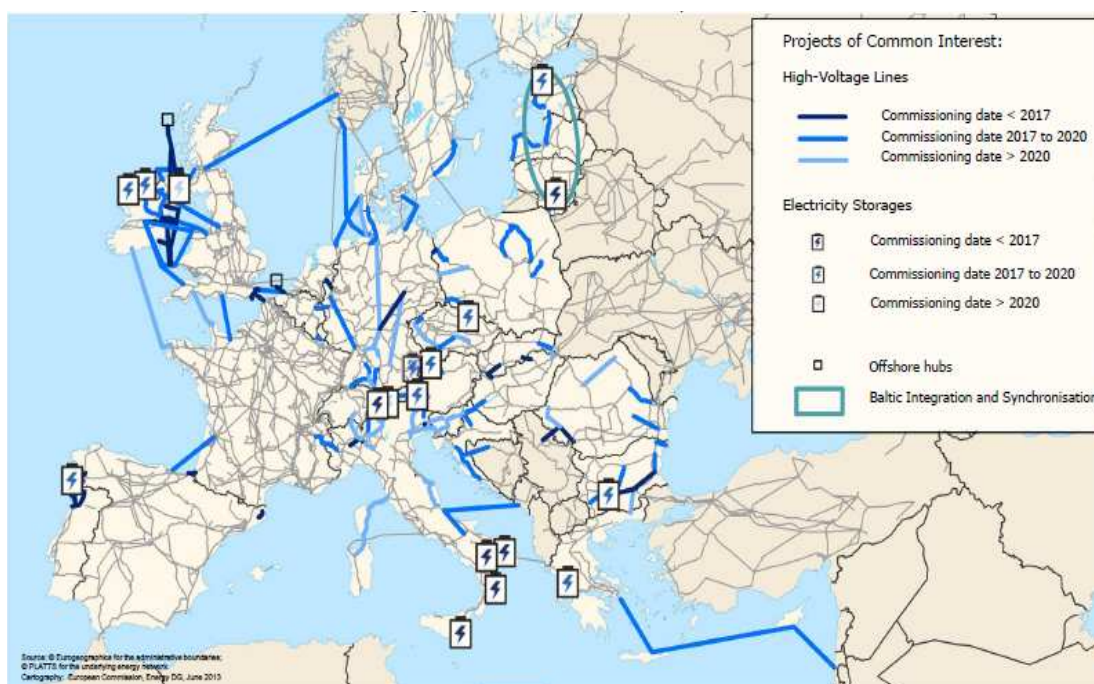 Projects of Common Interest:
High-Voltage Lines
Commissioning date < 2017
Commissioning date 2017 to 2020
Commissioning date > 2020
Electricity Storages
Commissioning date < 2017
Commissioning date 2017 to 2020
Commissioning date > 2020
Offshore hubs
Baltic Integration and Synchronisation
Source: © Eurogeographics for the administrative boundaries;
© PLATTS for the underlying energy network.
Cartography: European Commission, Energy DG, June 2013